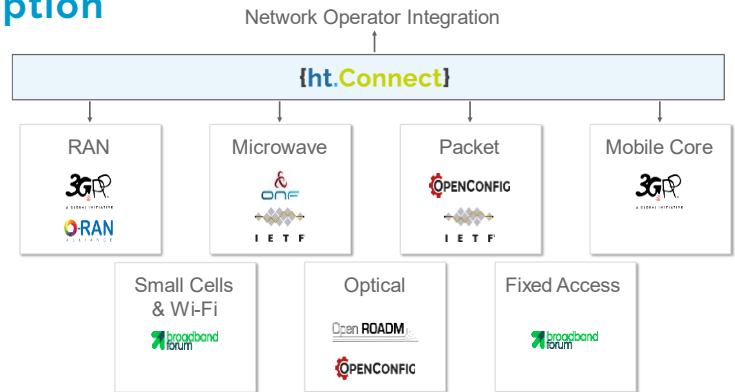 ption
Network Operator Integration
{ht.Connect}
RAN
Microwave
Packet
Mobile Core
3GPP
A GLOBAL INITIATIVE
O-RAN
ALLIANCE
ONF
IETF
OPENCONFIG
IETF
3GPP
A GLOBAL INITIATIVE
Small Cells
& Wi-Fi
Optical
Fixed Access
broadband
forum
Open ROADM
OPENCONFIG
broadband
forum